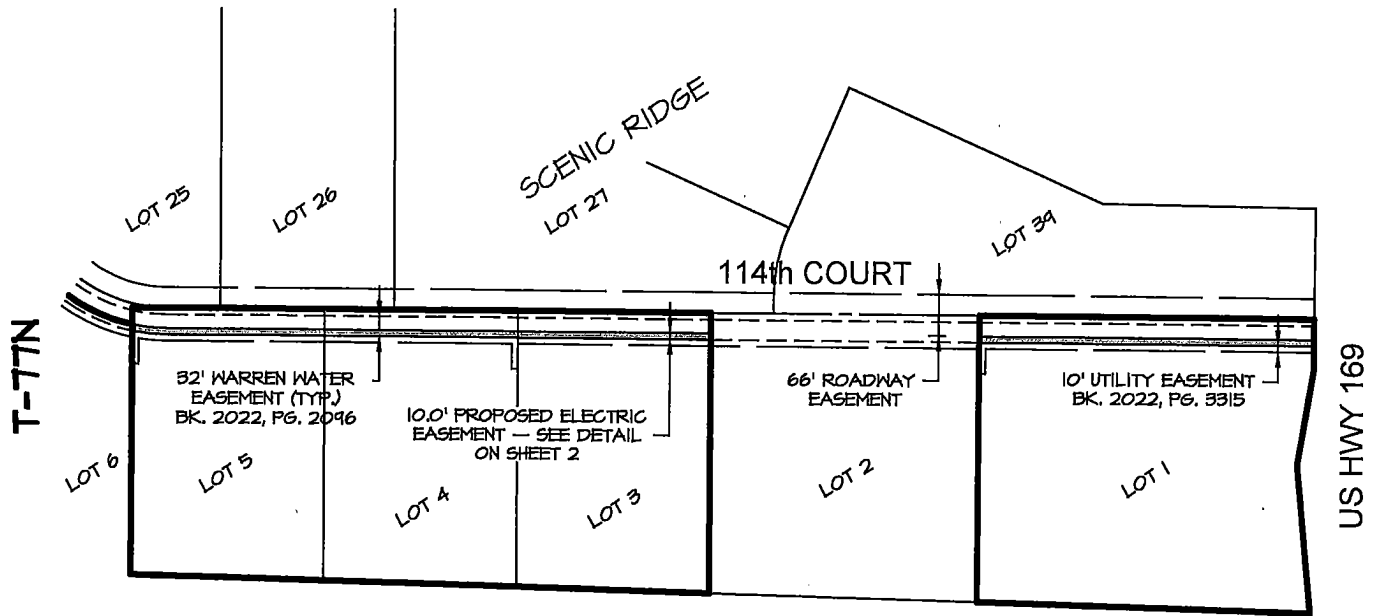 SCENIC RIDGE
LOT 25
LOT 26
LOT 27
LOT 39
114th COURT
T-77N
32' WARREN WATER
EASEMENT (TYP.)
BK. 2022, PG. 2096
10.0' PROPOSED ELECTRIC
EASEMENT — SEE DETAIL
ON SHEET 2
66' ROADWAY
EASEMENT
10' UTILITY EASEMENT
BK. 2022, PG. 3315
US HWY 169
LOT 6
LOT 5
LOT 4
LOT 3
LOT 2
LOT 1